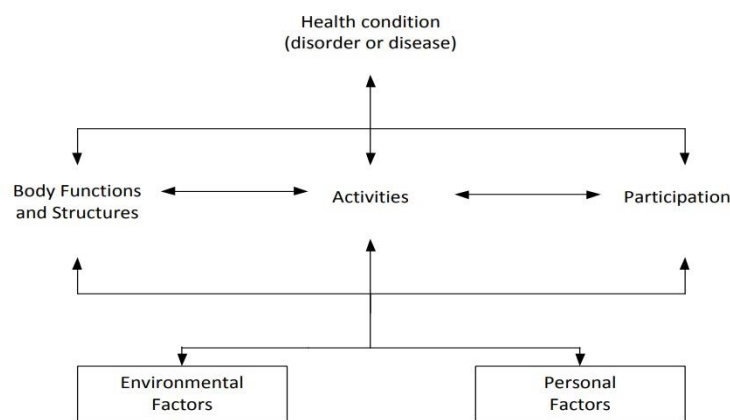 Health condition
(disorder or disease)
Body Functions
and Structures
Activities
Participation
Environmental
Factors
Personal
Factors